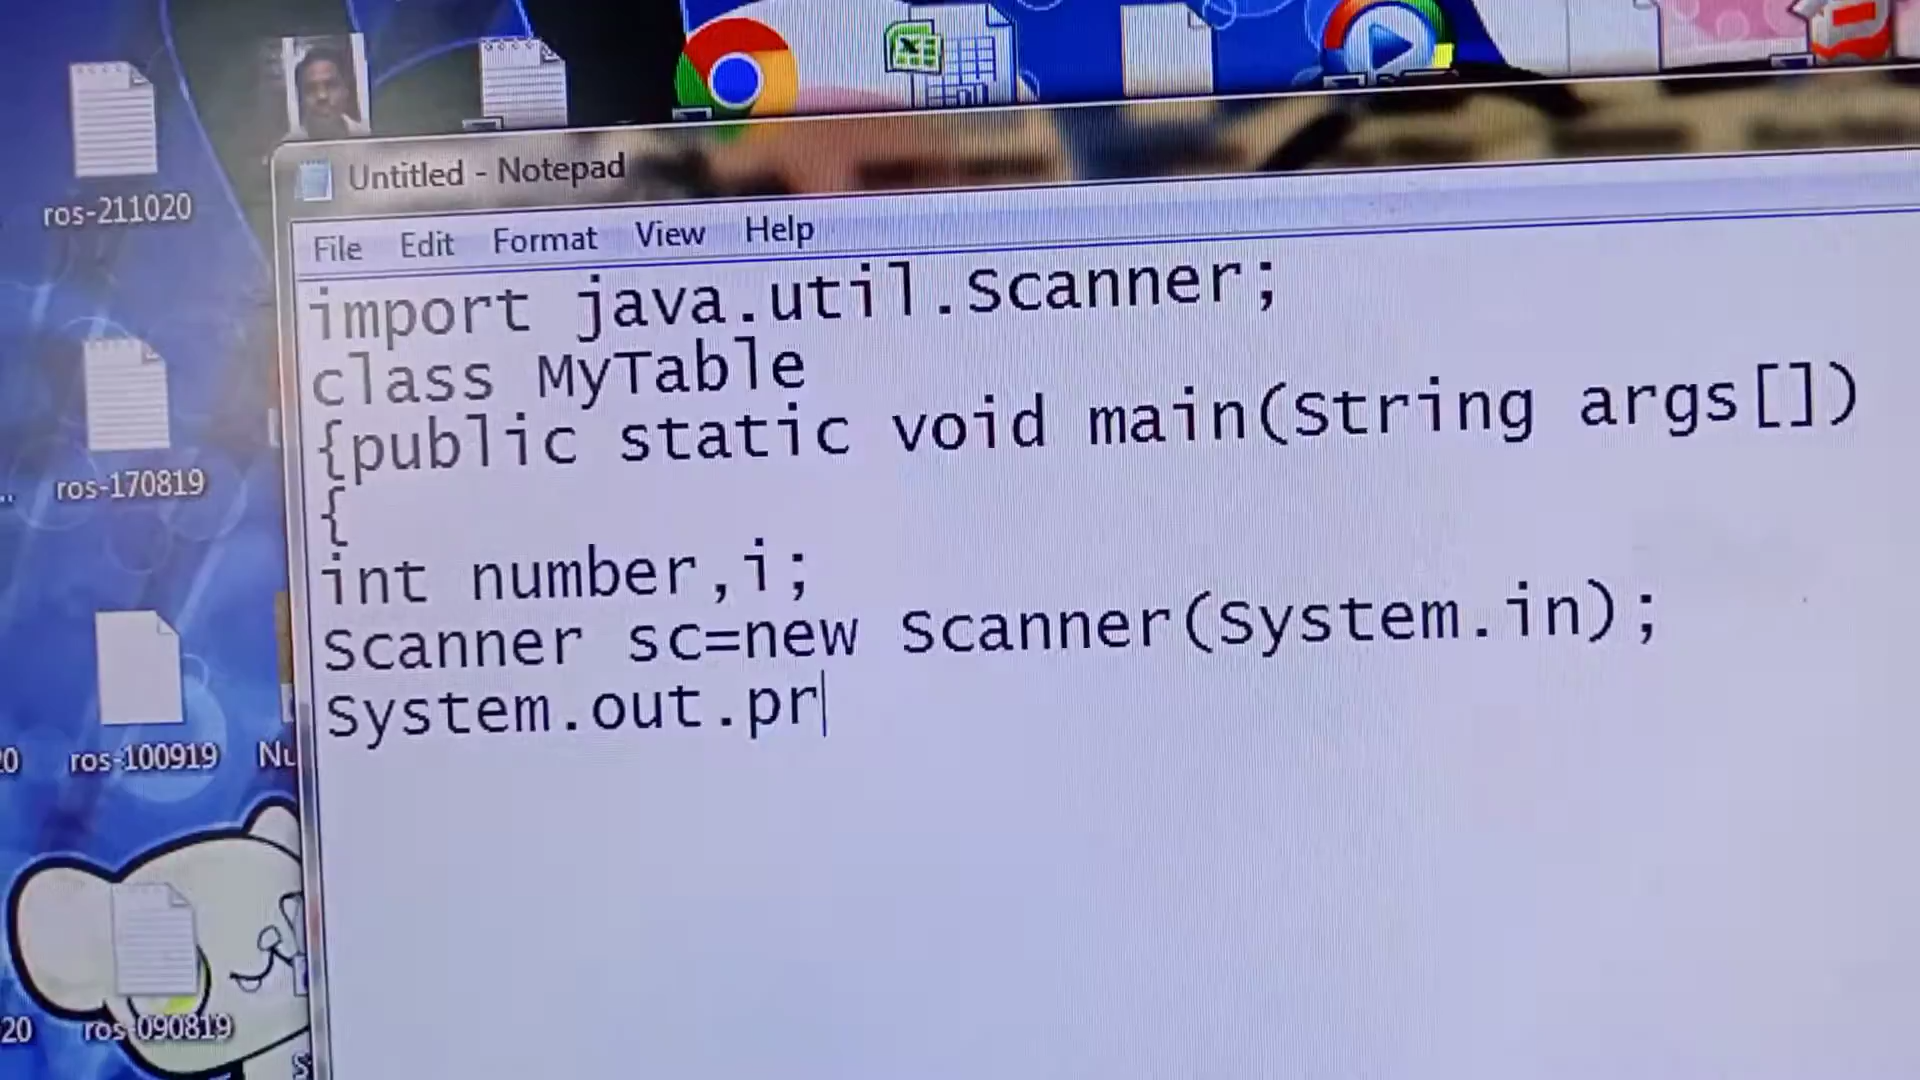 ros-211020
Untitled - Notepad
File Edit Format View Help
import java.util.Scanner;
class MyTable
{public static void main(String args[])
{
int number,i;
Scanner sc=new Scanner(System.in);
System.out.pr
ros-170819
ros-100919
20
ros-090819